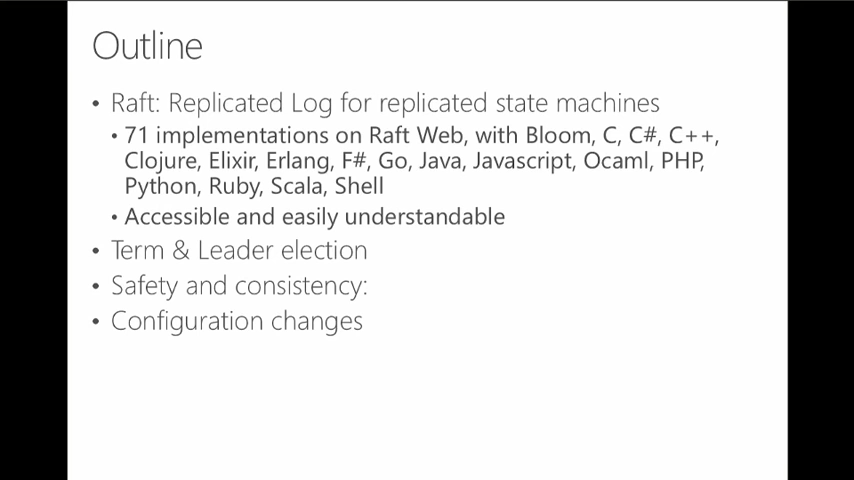 Outline
• Raft: Replicated Log for replicated state machines
• 71 implementations on Raft Web, with Bloom, C, C#, C++,
Clojure, Elixir, Erlang, F#, Go, Java, Javascript, Ocaml, PHP,
Python, Ruby, Scala, Shell
• Accessible and easily understandable
• Term & Leader election
• Safety and consistency:
• Configuration changes